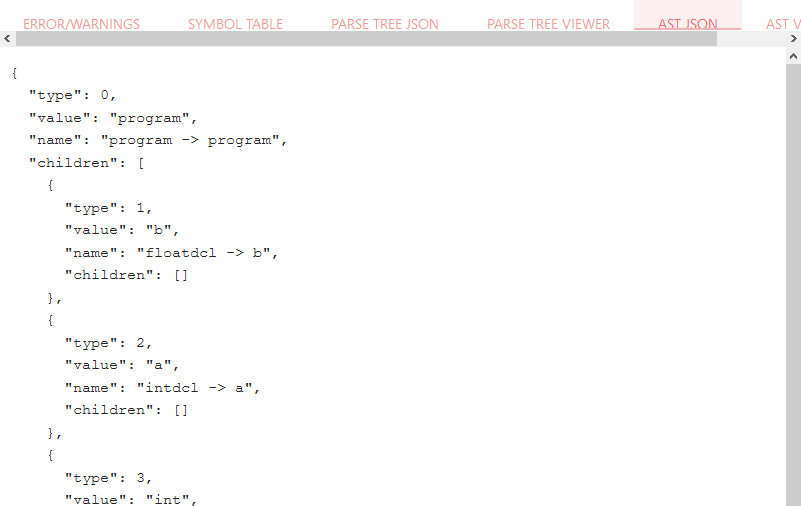 ERROR/WARNINGS SYMBOL TABLE PARSE TREE JSON PARSE TREE VIEWER AST JSON AST V
{
  "type": 0,
  "value": "program",
  "name": "program -> program",
  "children": [
    {
      "type": 1,
      "value": "b",
      "name": "floatdcl -> b",
      "children": []
    },
    {
      "type": 2,
      "value": "a",
      "name": "intdcl -> a",
      "children": []
    },
    {
      "type": 3,
      "value": "int",